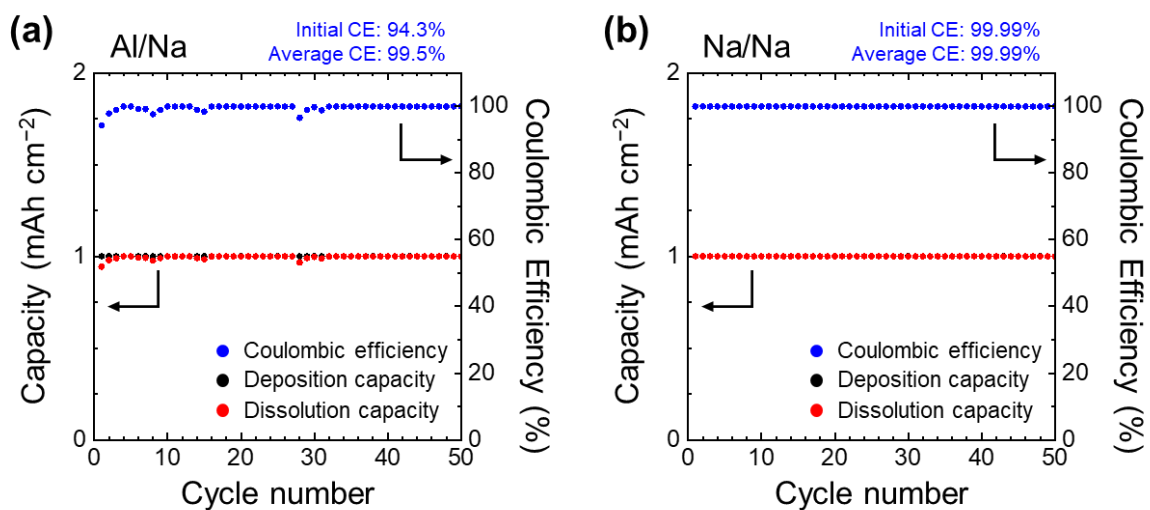 (a)
Al/Na
Initial CE: 94.3%
Average CE: 99.5%
Capacity (mAh cm⁻²)
2
1
0
100
80
60
40
20
0
Coulombic Efficiency (%)
Coulombic efficiency
Deposition capacity
Dissolution capacity
0 10 20 30 40 50
Cycle number
(b)
Na/Na
Initial CE: 99.99%
Average CE: 99.99%
Capacity (mAh cm⁻²)
2
1
0
100
80
60
40
20
0
Coulombic Efficiency (%)
Coulombic efficiency
Deposition capacity
Dissolution capacity
0 10 20 30 40 50
Cycle number